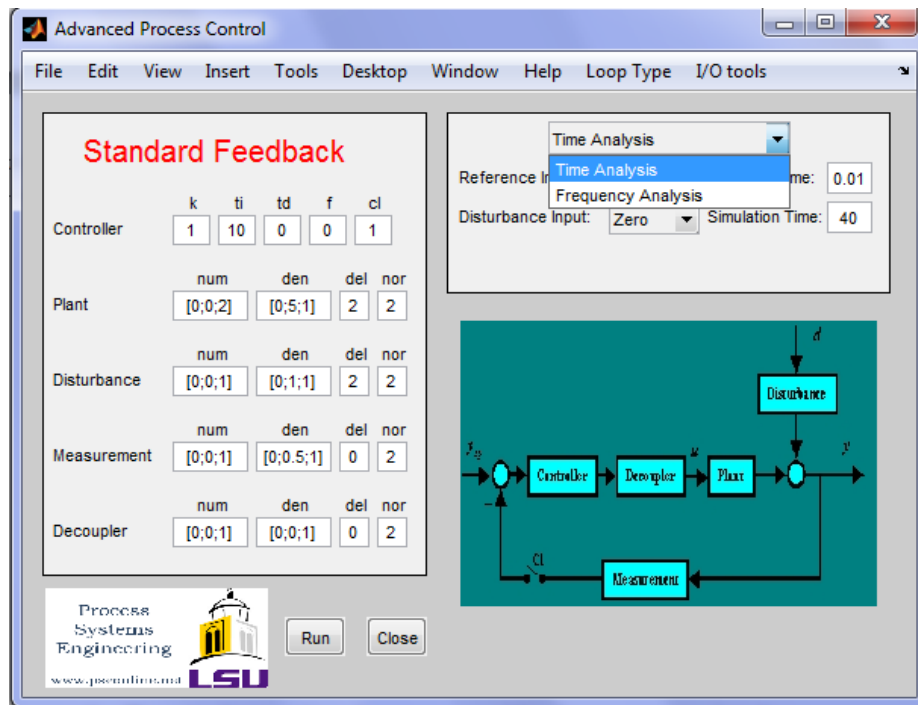 Advanced Process Control
File Edit View Insert Tools Desktop Window Help Loop Type I/O tools
Standard Feedback
k ti td f cl
Controller 1 10 0 0 1
num den del nor
Plant [0;0;2] [0;5;1] 2 2
num den del nor
Disturbance [0;0;1] [0;1;1] 2 2
num den del nor
Measurement [0;0;1] [0;0.5;1] 0 2
num den del nor
Decoupler [0;0;1] [0;0;1] 0 2
Process
Systems
Engineering
www.pseonline.net
LSU
Run Close
Time Analysis
Time Analysis
Frequency Analysis
Reference In me: 0.01
Disturbance Input: Zero Simulation Time: 40
d
Disturbance
u y
Controller Decoupler Plant
Cl
Measurement